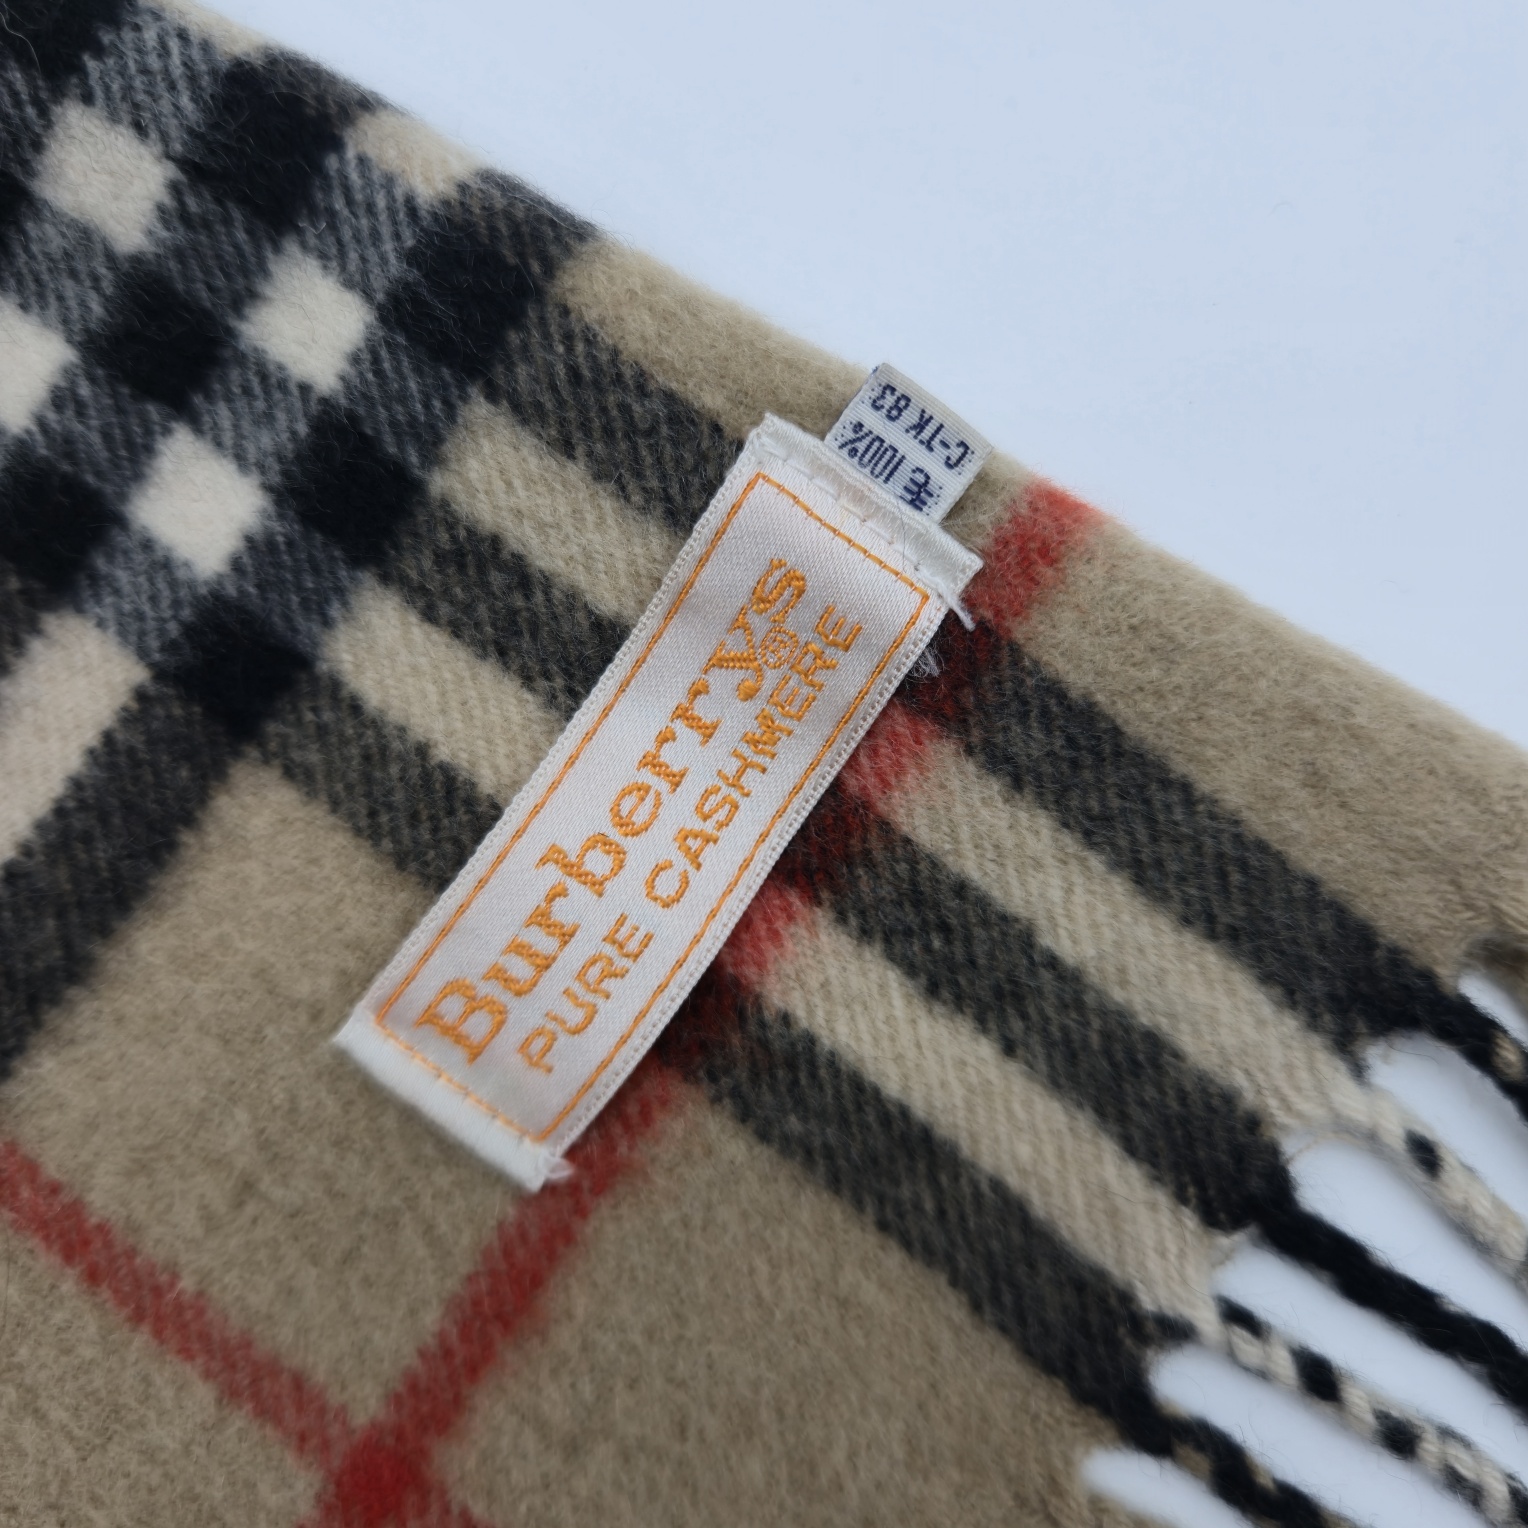 Burberrys®
PURE CASHMERE
毛 100%
C-TK 83